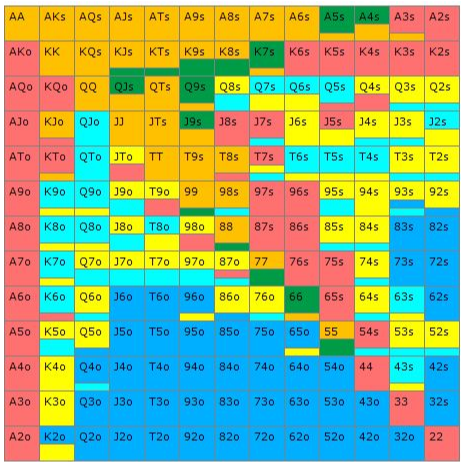 AA AKs AQs AJs ATs A9s A8s A7s A6s A5s A4s A3s A2s
AKo KK KQs KJs KTs K9s K8s K7s K6s K5s K4s K3s K2s
AQo KQo QQ QJs QTs Q9s Q8s Q7s Q6s Q5s Q4s Q3s Q2s
AJo KJo QJo JJ JTs J9s J8s J7s J6s J5s J4s J3s J2s
ATo KTo QTo JTo TT T9s T8s T7s T6s T5s T4s T3s T2s
A9o K9o Q9o J9o T9o 99 98s 97s 96s 95s 94s 93s 92s
A8o K8o Q8o J8o T8o 98o 88 87s 86s 85s 84s 83s 82s
A7o K7o Q7o J7o T7o 97o 87o 77 76s 75s 74s 73s 72s
A6o K6o Q6o J6o T6o 96o 86o 76o 66 65s 64s 63s 62s
A5o K5o Q5o J5o T5o 95o 85o 75o 65o 55 54s 53s 52s
A4o K4o Q4o J4o T4o 94o 84o 74o 64o 54o 44 43s 42s
A3o K3o Q3o J3o T3o 93o 83o 73o 63o 53o 43o 33 32s
A2o K2o Q2o J2o T2o 92o 82o 72o 62o 52o 42o 32o 22